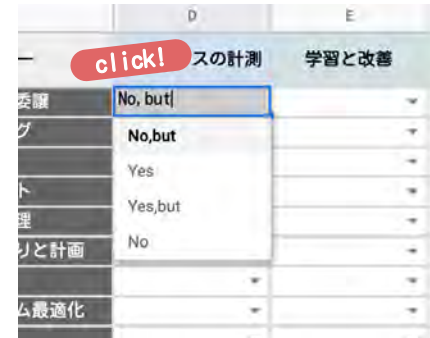 D E
ー click! スの計測 学習と改善
委譲 No, but
グ No,but
Yes
ト Yes,but
理
りと計画 No
ム最適化